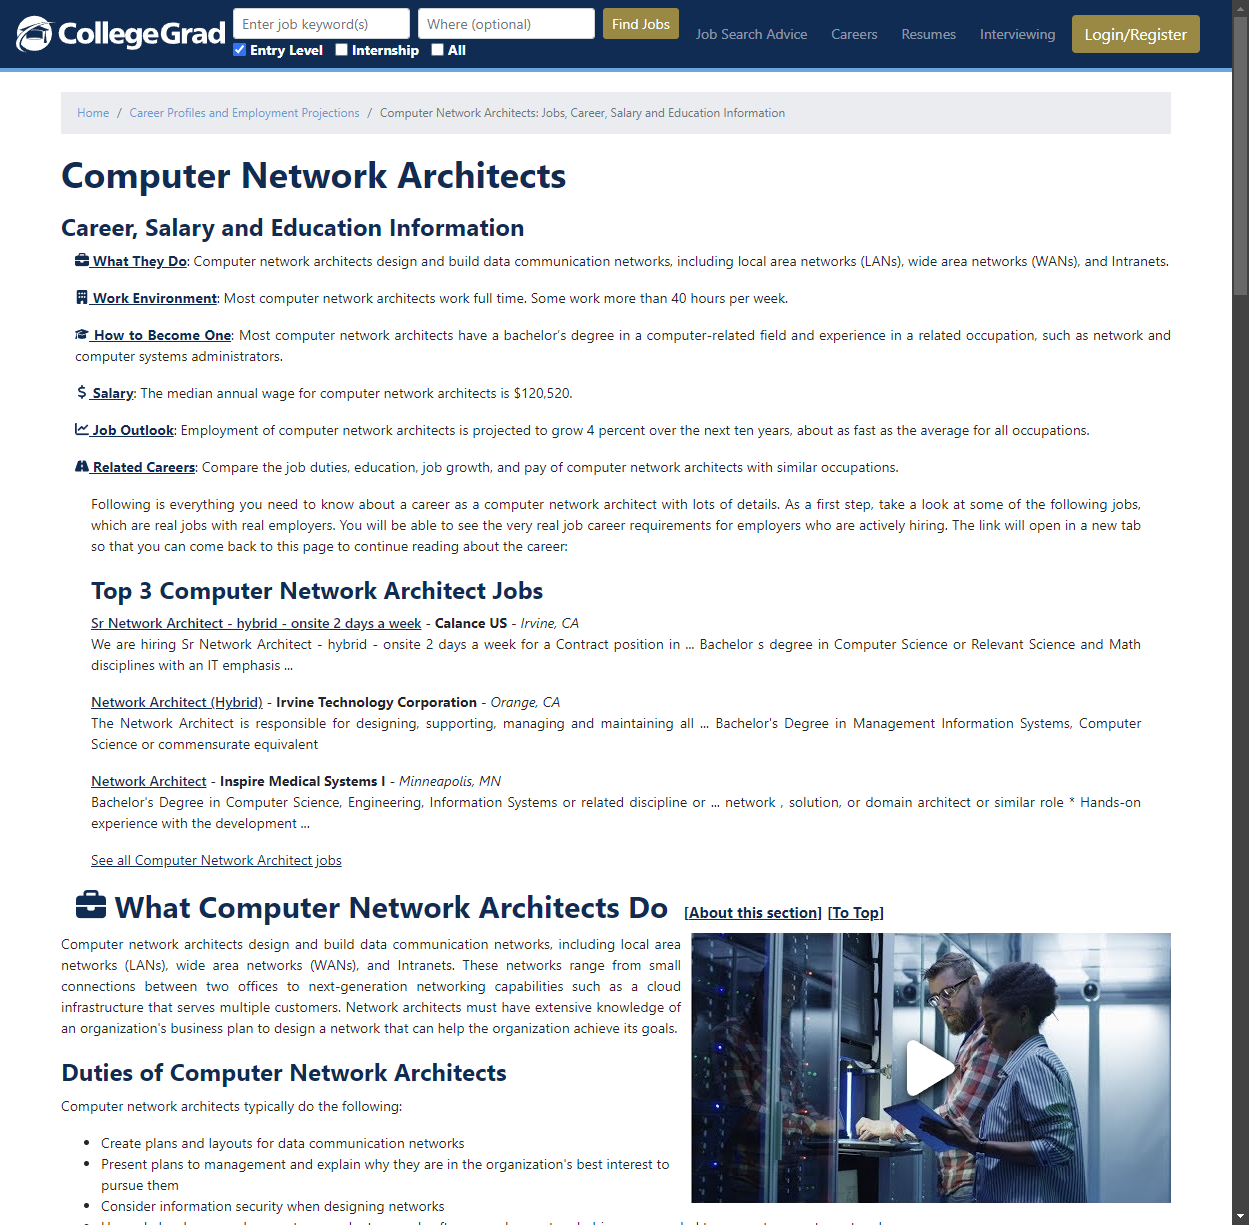 CollegeGrad
Enter job keyword(s)
Where (optional)
Find Jobs
Entry Level Internship All
Job Search Advice
Careers
Resumes
Interviewing
Login/Register
Home / Career Profiles and Employment Projections / Computer Network Architects: Jobs, Career, Salary and Education Information
Computer Network Architects
Career, Salary and Education Information
What They Do: Computer network architects design and build data communication networks, including local area networks (LANs), wide area networks (WANs), and Intranets.
Work Environment: Most computer network architects work full time. Some work more than 40 hours per week.
How to Become One: Most computer network architects have a bachelor's degree in a computer-related field and experience in a related occupation, such as network and
computer systems administrators.
$ Salary: The median annual wage for computer network architects is $120,520.
Job Outlook: Employment of computer network architects is projected to grow 4 percent over the next ten years, about as fast as the average for all occupations.
Related Careers: Compare the job duties, education, job growth, and pay of computer network architects with similar occupations.
Following is everything you need to know about a career as a computer network architect with lots of details. As a first step, take a look at some of the following jobs,
which are real jobs with real employers. You will be able to see the very real job career requirements for employers who are actively hiring. The link will open in a new tab
so that you can come back to this page to continue reading about the career:
Top 3 Computer Network Architect Jobs
Sr Network Architect - hybrid - onsite 2 days a week - Calance US - Irvine, CA
We are hiring Sr Network Architect - hybrid - onsite 2 days a week for a Contract position in ... Bachelor s degree in Computer Science or Relevant Science and Math
disciplines with an IT emphasis ...
Network Architect (Hybrid) - Irvine Technology Corporation - Orange, CA
The Network Architect is responsible for designing, supporting, managing and maintaining all ... Bachelor's Degree in Management Information Systems, Computer
Science or commensurate equivalent
Network Architect - Inspire Medical Systems I - Minneapolis, MN
Bachelor's Degree in Computer Science, Engineering, Information Systems or related discipline or ... network , solution, or domain architect or similar role * Hands-on
experience with the development ...
See all Computer Network Architect jobs
What Computer Network Architects Do [About this section] [To Top]
Computer network architects design and build data communication networks, including local area
networks (LANs), wide area networks (WANs), and Intranets. These networks range from small
connections between two offices to next-generation networking capabilities such as a cloud
infrastructure that serves multiple customers. Network architects must have extensive knowledge of
an organization's business plan to design a network that can help the organization achieve its goals.
Duties of Computer Network Architects
Computer network architects typically do the following:
• Create plans and layouts for data communication networks
• Present plans to management and explain why they are in the organization's best interest to
pursue them
• Consider information security when designing networks